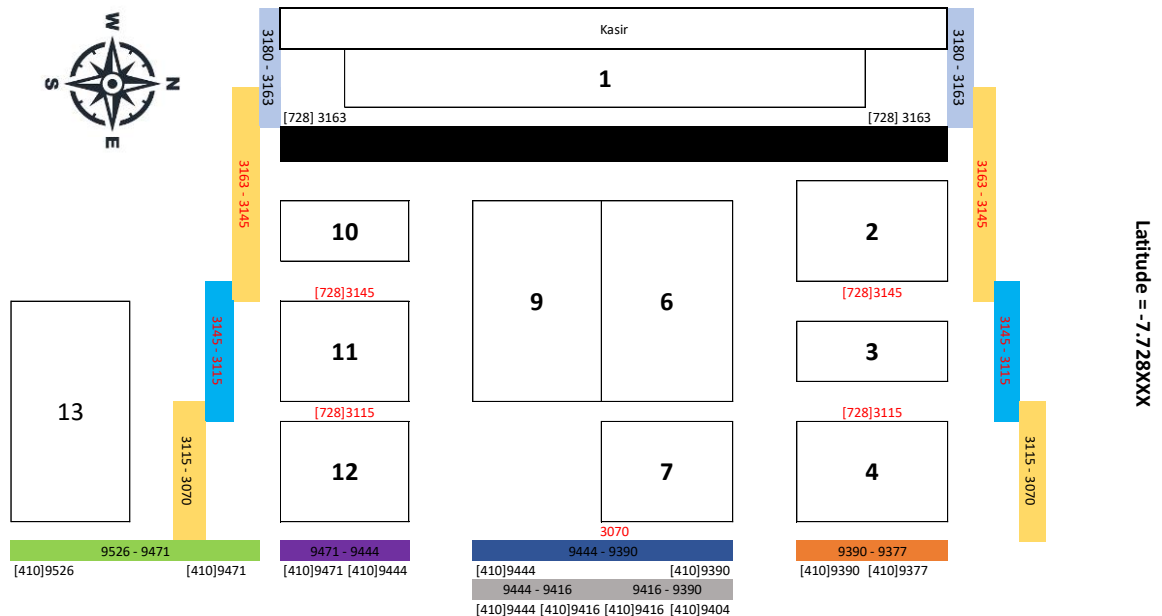 W
S
N
E
Kasir
1
3180 - 3163
3180 - 3163
[728] 3163
[728] 3163
3163 - 3145
3163 - 3145
10
2
9
6
[728]3145
[728]3145
Latitude = -7.728XXX
3145 - 3115
3145 - 3115
11
3
13
[728]3115
[728]3115
3115 - 3070
3115 - 3070
12
7
4
3070
9526 - 9471
9471 - 9444
9444 - 9390
9390 - 9377
[410]9526
[410]9471
[410]9471
[410]9444
[410]9444
[410]9390
[410]9390
[410]9377
9444 - 9416
9416 - 9390
[410]9444
[410]9416
[410]9416
[410]9404